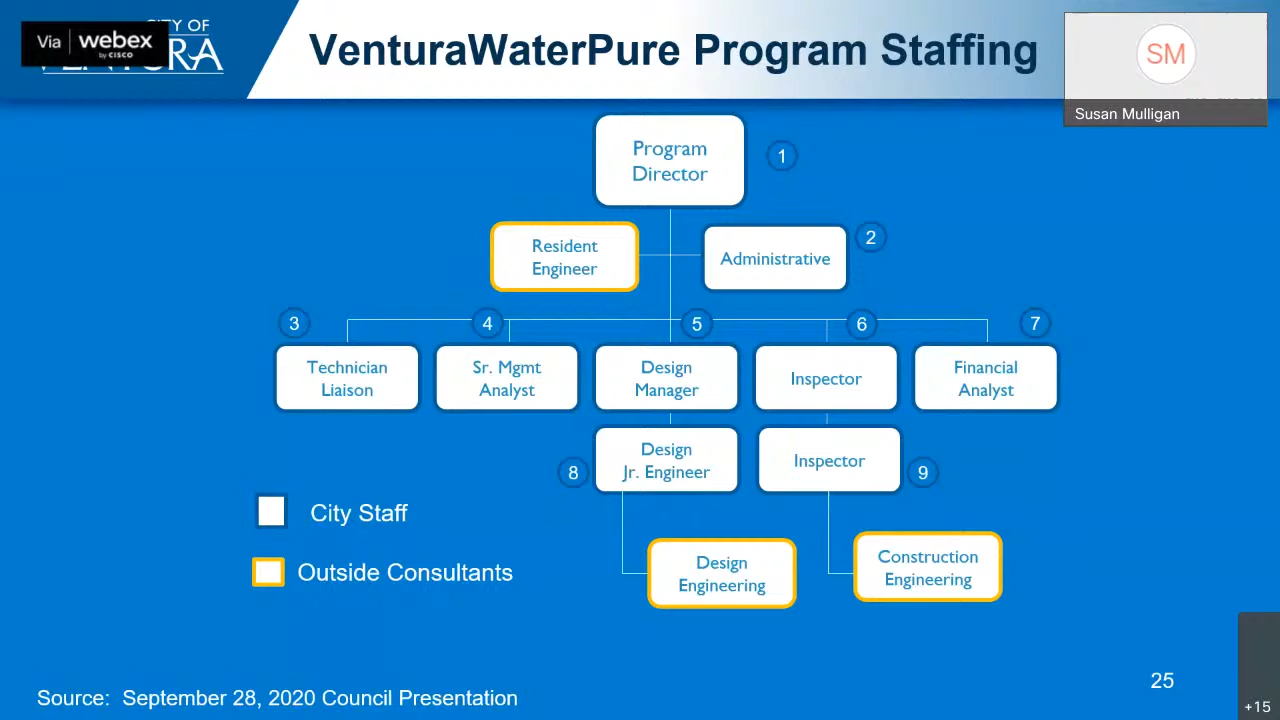 CITY OF
Via webex
by CISCO
VENTURA
VenturaWaterPure Program Staffing
SM
Susan Mulligan
Program
Director
1
Resident
Engineer
Administrative
2
3
4
5
6
7
Technician
Liaison
Sr. Mgmt
Analyst
Design
Manager
Inspector
Financial
Analyst
8
Design
Jr. Engineer
Inspector
9
City Staff
Outside Consultants
Design
Engineering
Construction
Engineering
25
Source: September 28, 2020 Council Presentation
+15